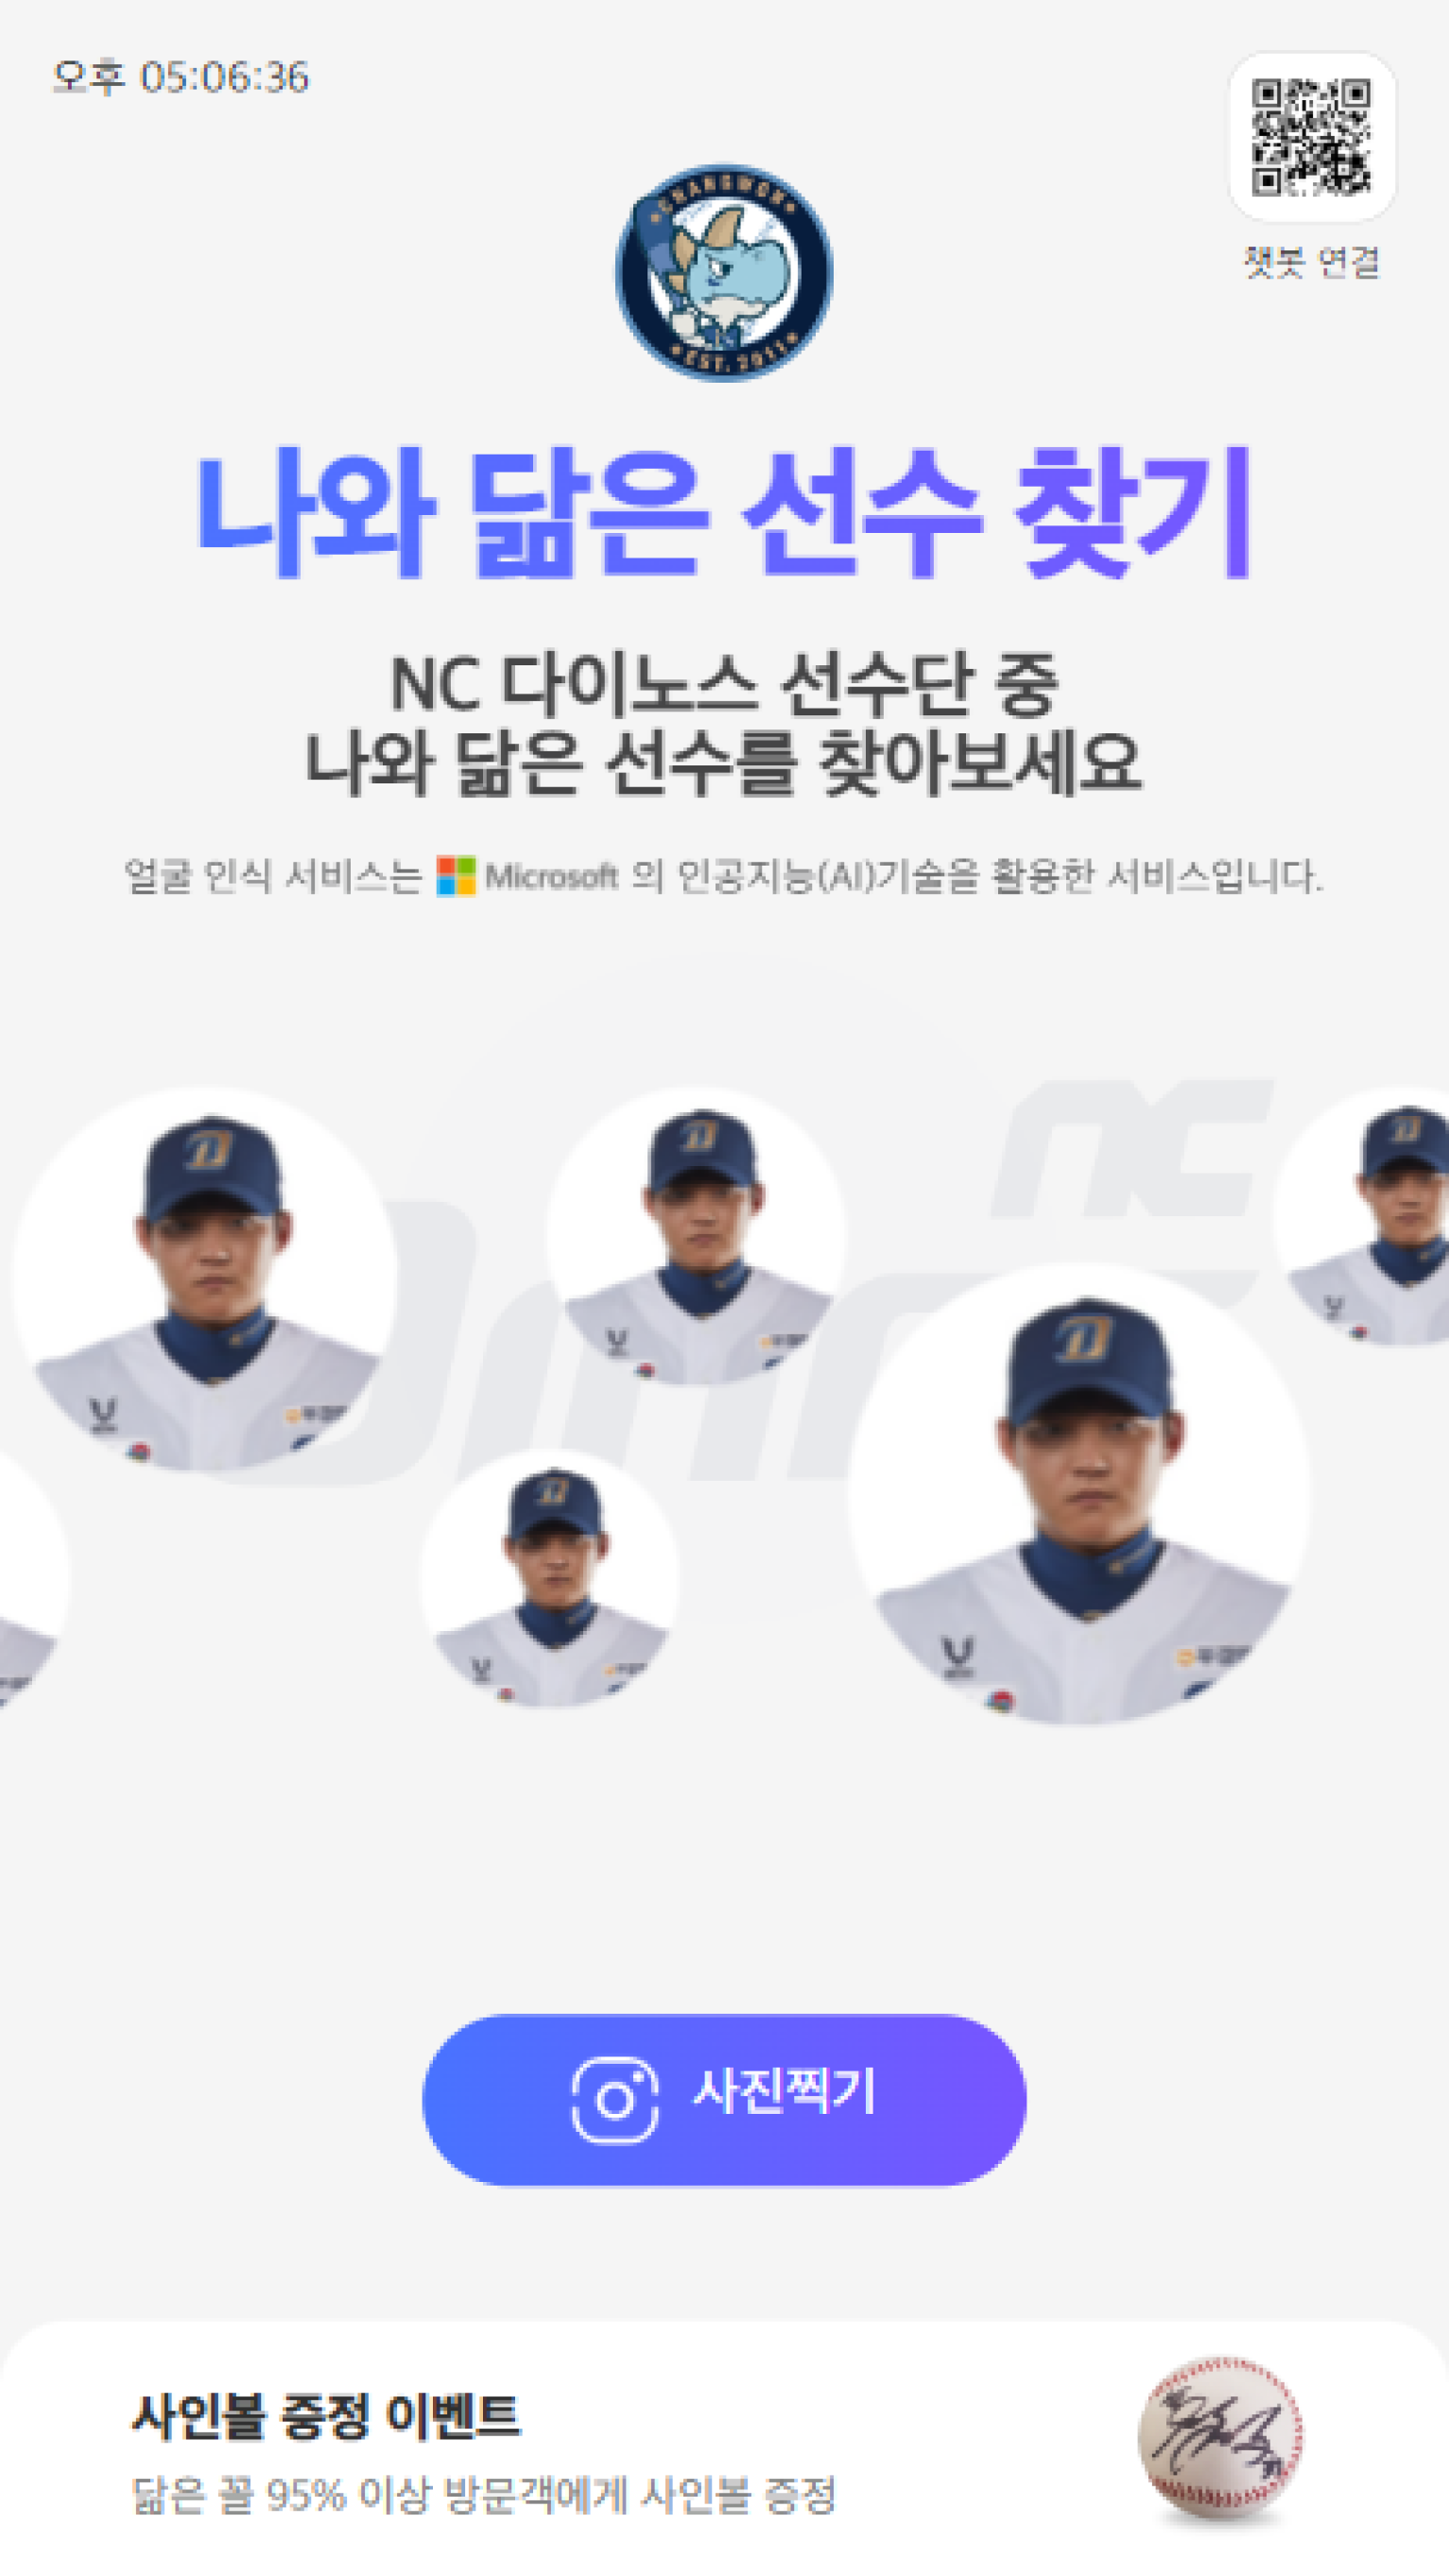 오후 05:06:36
챗봇 연결
CHANGWON
EST. 2011
나와 닮은 선수 찾기
NC 다이노스 선수단 중
나와 닮은 선수를 찾아보세요
얼굴 인식 서비스는 Microsoft 의 인공지능(AI)기술을 활용한 서비스입니다.
사진찍기
사인볼 증정 이벤트
닮은 꼴 95% 이상 방문객에게 사인볼 증정